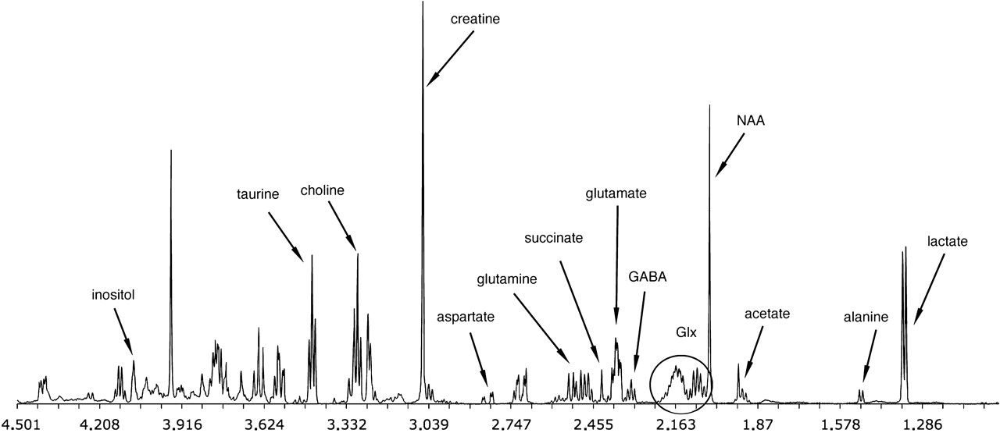 creatine
NAA
taurine
choline
glutamate
succinate
lactate
glutamine
GABA
inositol
aspartate
acetate
alanine
Glx
4.501 4.208 3.916 3.624 3.332 3.039 2.747 2.455 2.163 1.87 1.578 1.286